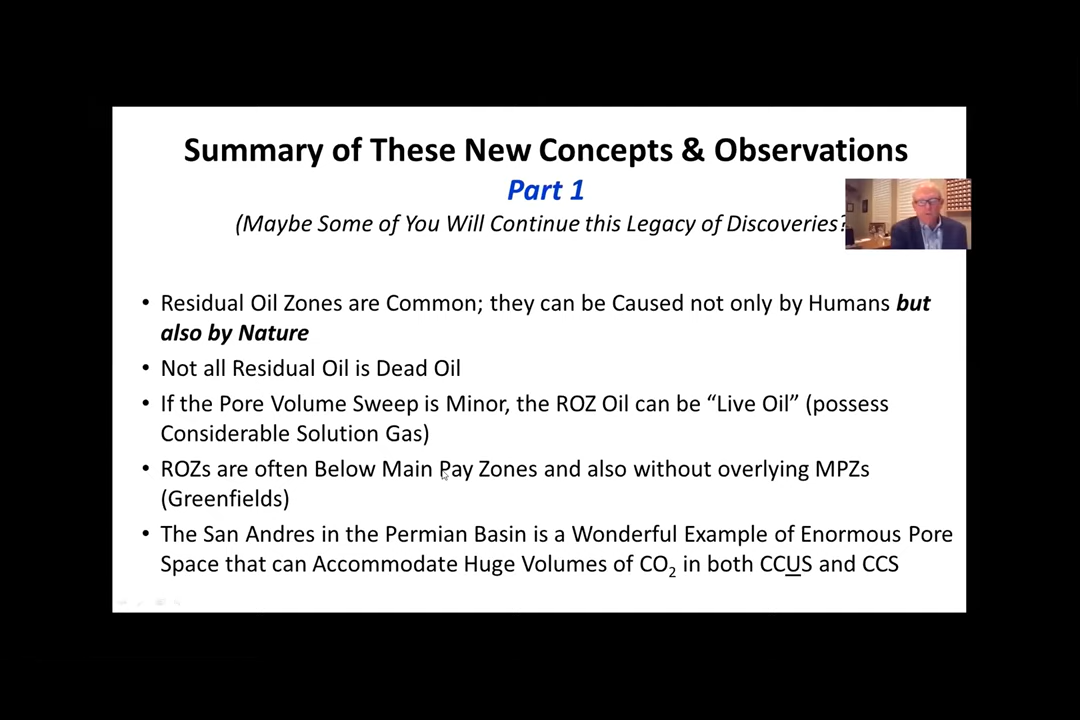 Summary of These New Concepts & Observations
Part 1
(Maybe Some of You Will Continue this Legacy of Discoveries?
• Residual Oil Zones are Common; they can be Caused not only by Humans but
also by Nature
• Not all Residual Oil is Dead Oil
• If the Pore Volume Sweep is Minor, the ROZ Oil can be “Live Oil” (possess
Considerable Solution Gas)
• ROZs are often Below Main Pay Zones and also without overlying MPZs
(Greenfields)
• The San Andres in the Permian Basin is a Wonderful Example of Enormous Pore
Space that can Accommodate Huge Volumes of CO₂ in both CCUS and CCS